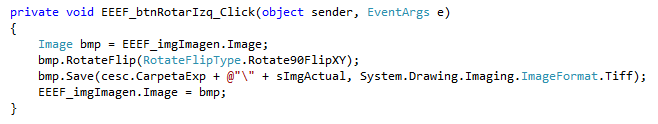 private void EEEF_btnRotarIzq_Click(object sender, EventArgs e)
{
    Image bmp = EEEF_imgImagen.Image;
    bmp.RotateFlip(RotateFlipType.Rotate90FlipXY);
    bmp.Save(cesc.CarpetaExp + @"\" + sImgActual, System.Drawing.Imaging.ImageFormat.Tiff);
    EEEF_imgImagen.Image = bmp;
}